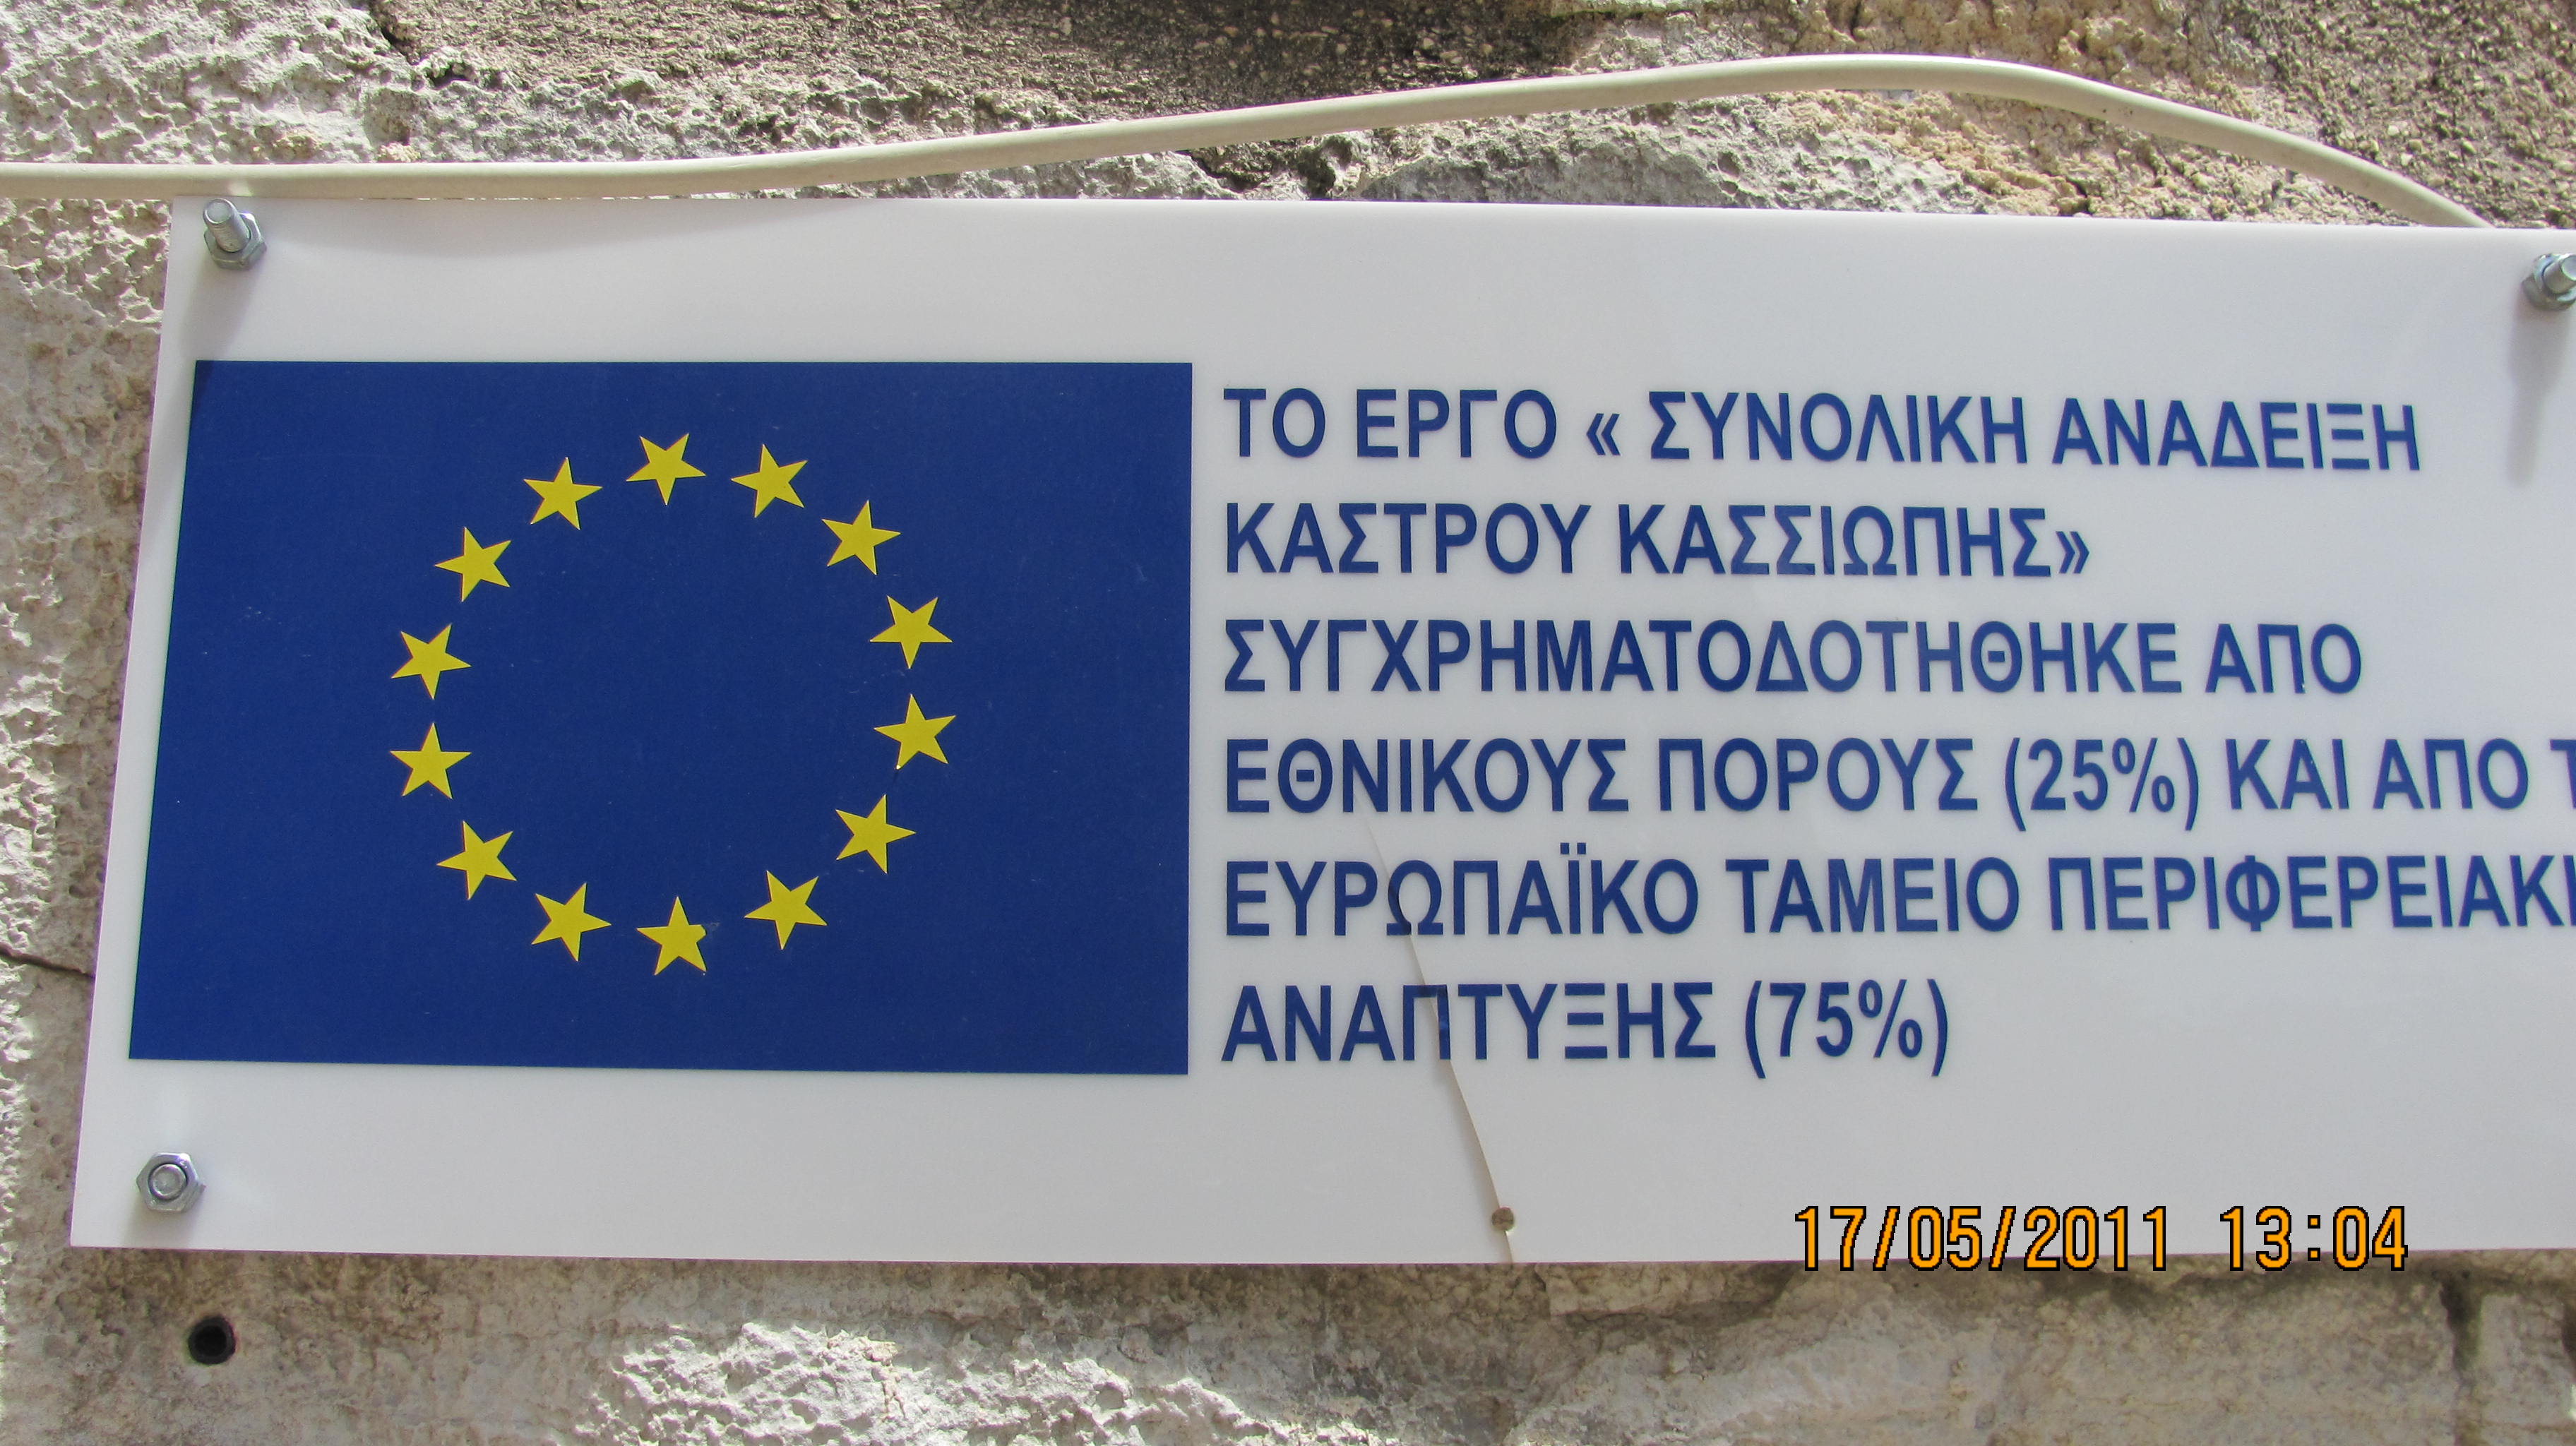 ΤΟ ΕΡΓΟ « ΣΥΝΟΛΙΚΗ ΑΝΑΔΕΙΞΗ
ΚΑΣΤΡΟΥ ΚΑΣΣΙΩΠΗΣ»
ΣΥΓΧΡΗΜΑΤΟΔΟΤΗΘΗΚΕ ΑΠΟ
ΕΘΝΙΚΟΥΣ ΠΟΡΟΥΣ (25%) ΚΑΙ ΑΠΟ
ΕΥΡΩΠΑΪΚΟ ΤΑΜΕΙΟ
ΑΝΑΠΤΥΞΗΣ (75%)
17/05/2011 13:04